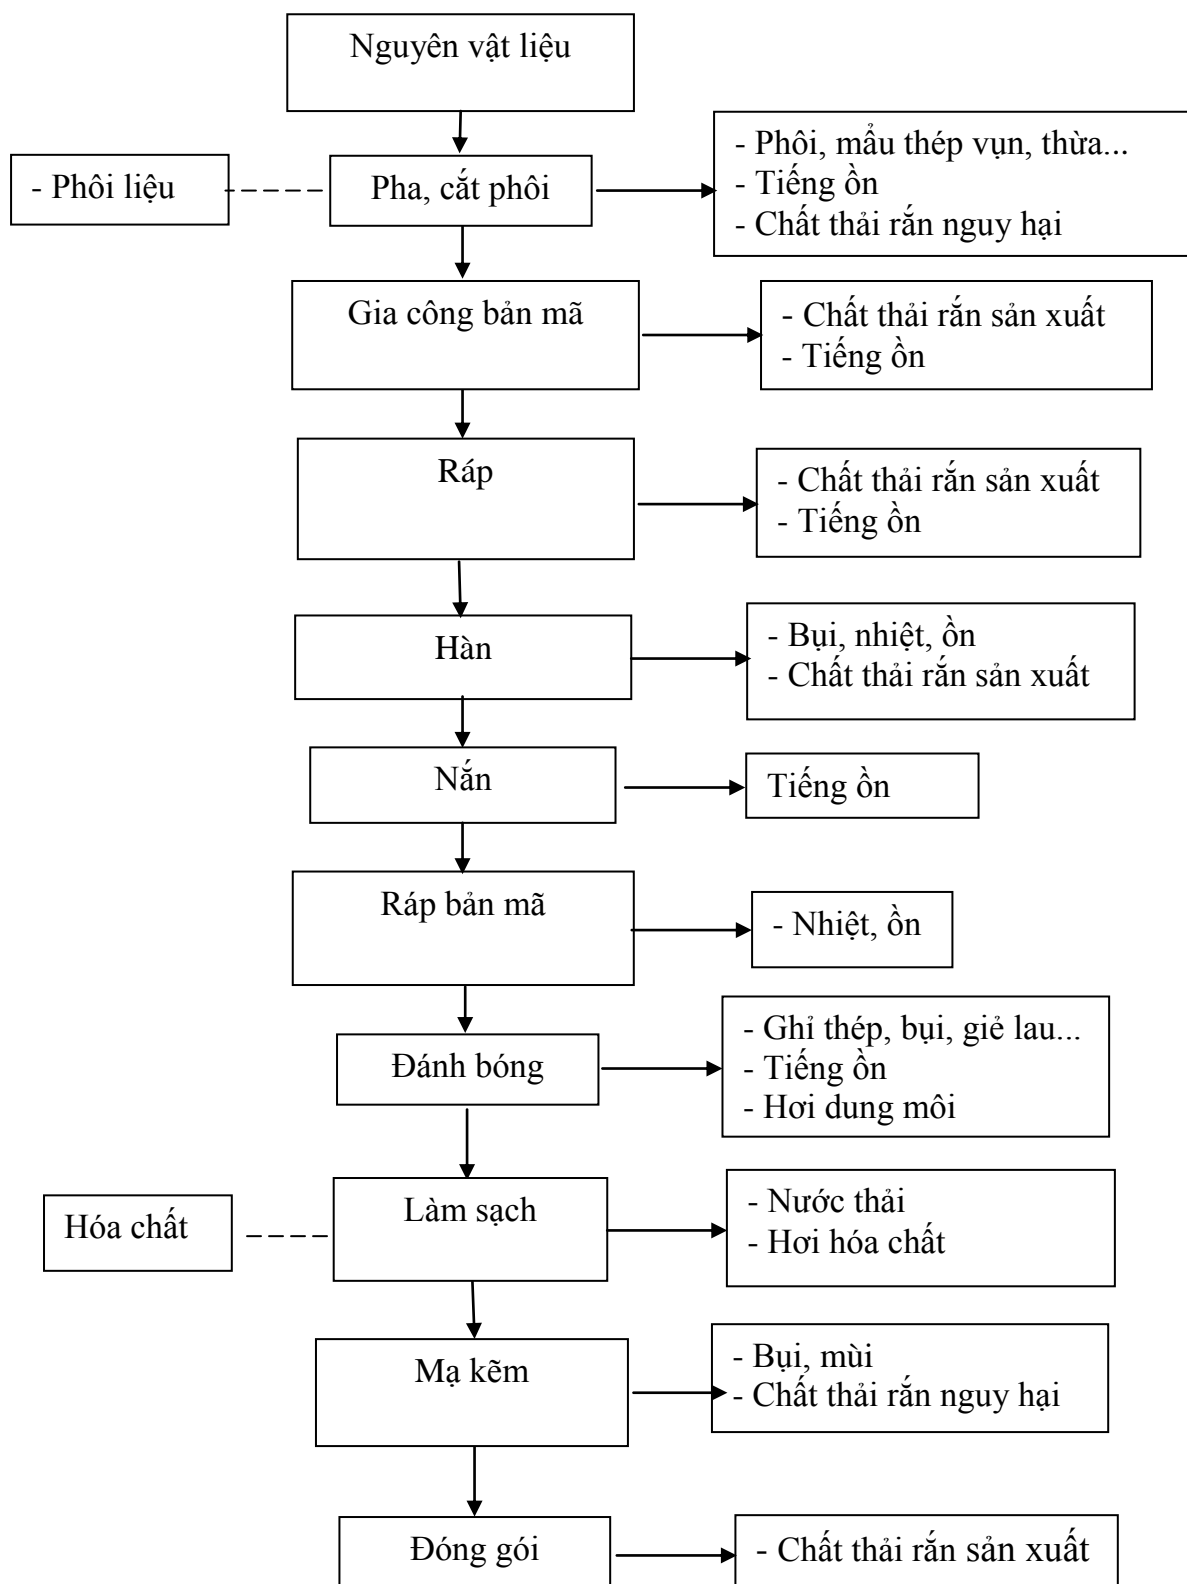 Nguyên vật liệu
- Phôi liệu
Pha, cắt phôi
- Phôi, mẩu thép vụn, thừa...
- Tiếng ồn
- Chất thải rắn nguy hại
Gia công bản mã
- Chất thải rắn sản xuất
- Tiếng ồn
Ráp
- Chất thải rắn sản xuất
- Tiếng ồn
Hàn
- Bụi, nhiệt, ồn
- Chất thải rắn sản xuất
Nắn
Tiếng ồn
Ráp bản mã
- Nhiệt, ồn
Đánh bóng
- Ghỉ thép, bụi, giẻ lau...
- Tiếng ồn
- Hơi dung môi
Hóa chất
Làm sạch
- Nước thải
- Hơi hóa chất
Mạ kẽm
- Bụi, mùi
- Chất thải rắn nguy hại
Đóng gói
- Chất thải rắn sản xuất